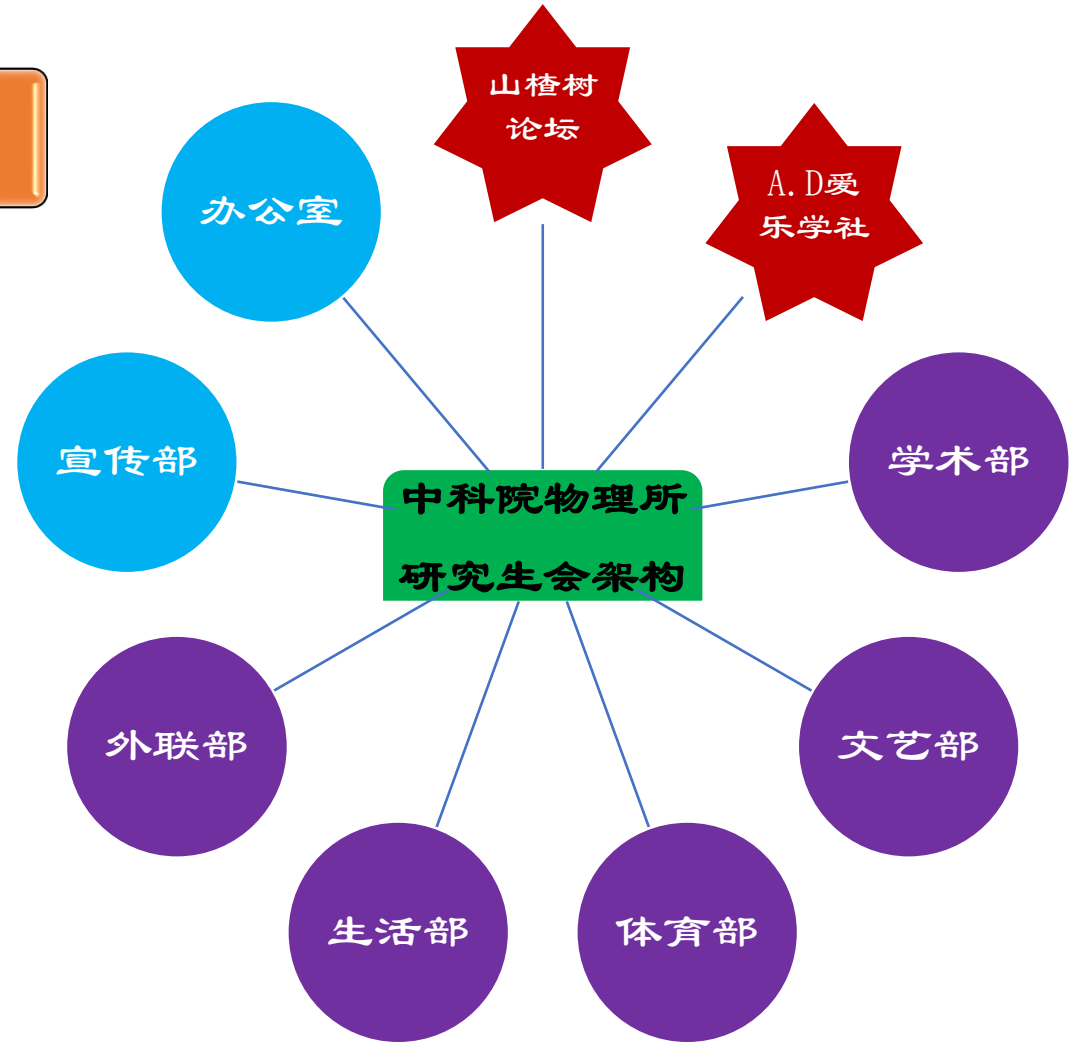 山楂树
论坛
A.D爱
乐学社
办公室
宣传部
学术部
中科院物理所
研究生会架构
外联部
文艺部
生活部
体育部